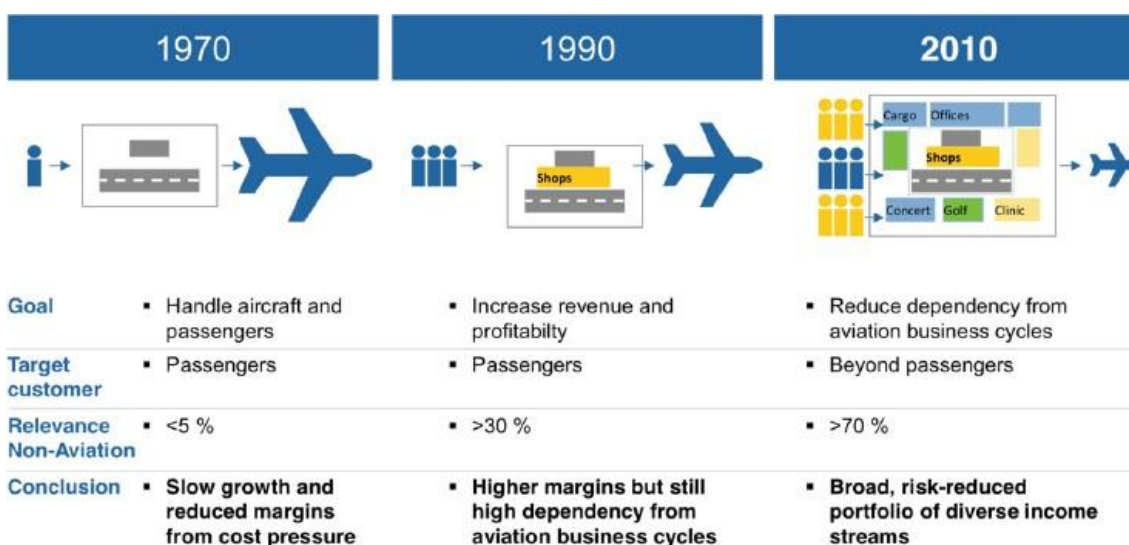 1970
1990
2010
Shops
Cargo
Offices
Shops
Concert
Golf
Clinic
Goal
▪ Handle aircraft and
passengers
▪ Increase revenue and
profitabilty
▪ Reduce dependency from
aviation business cycles
Target
customer
▪ Passengers
▪ Passengers
▪ Beyond passengers
Relevance
Non-Aviation
▪ <5 %
▪ >30 %
▪ >70 %
Conclusion
▪ Slow growth and
reduced margins
from cost pressure
▪ Higher margins but still
high dependency from
aviation business cycles
▪ Broad, risk-reduced
portfolio of diverse income
streams